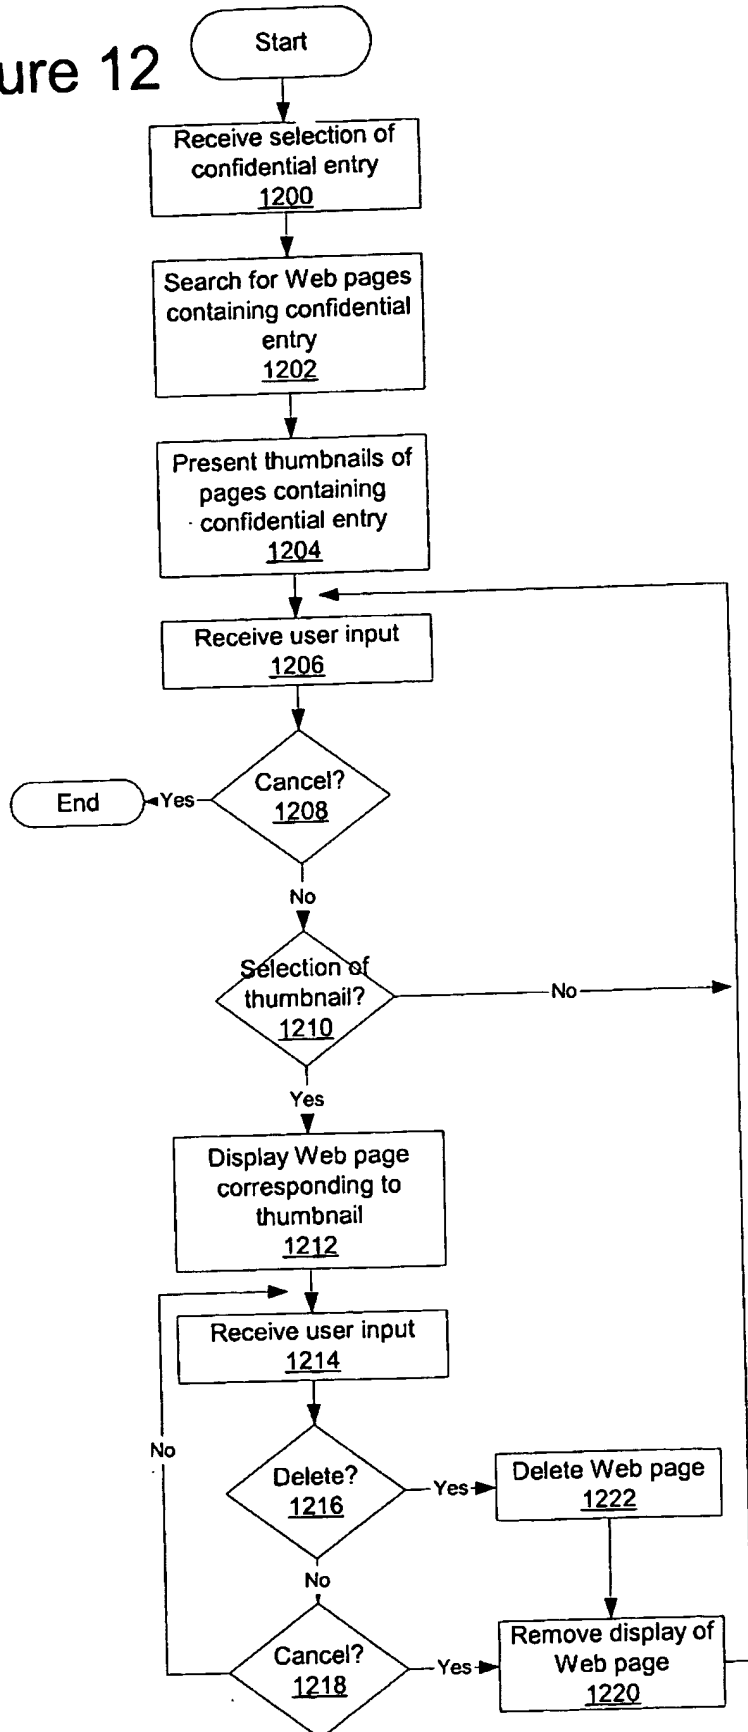 ure 12
Start
Receive selection of
confidential entry
1200
Search for Web pages
containing confidential
entry
1202
Present thumbnails of
pages containing
confidential entry
1204
Receive user input
1206
Cancel?
1208
Yes
End
No
Selection of
thumbnail?
1210
No
Yes
Display Web page
corresponding to
thumbnail
1212
Receive user input
1214
No
Delete?
1216
Yes
Delete Web page
1222
No
Cancel?
1218
Yes
Remove display of
Web page
1220